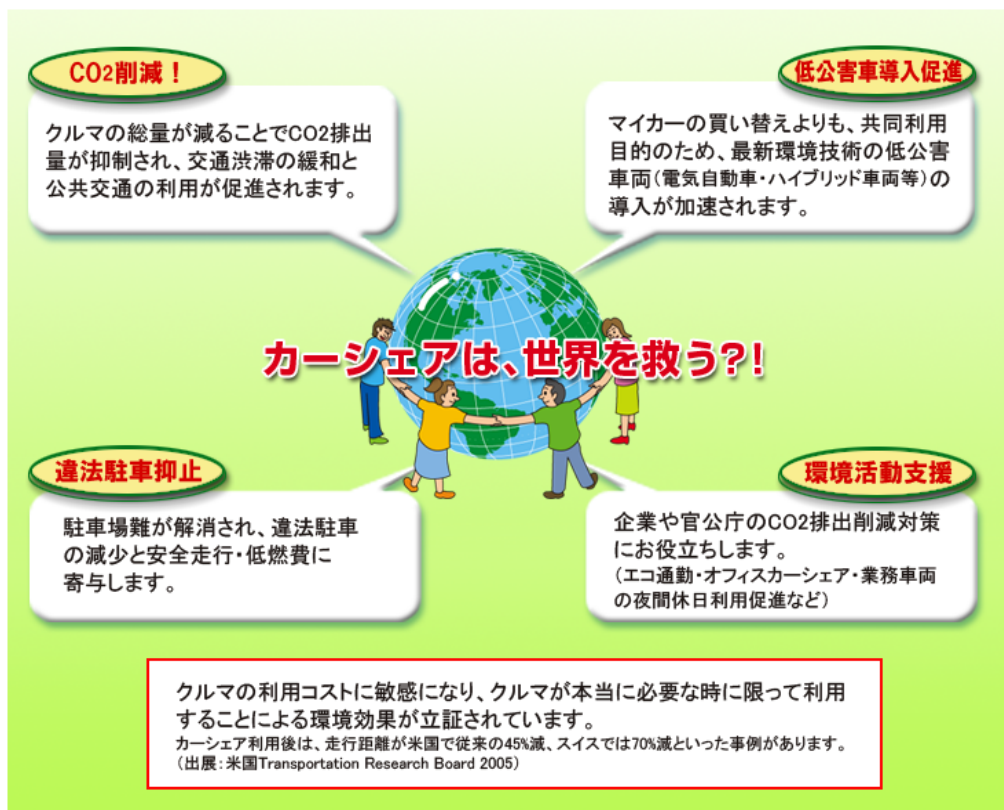 CO2削減！
クルマの総量が減ることでCO2排出
量が抑制され、交通渋滞の緩和と
公共交通の利用が促進されます。
低公害車導入促進
マイカーの買い替えよりも、共同利用
目的のため、最新環境技術の低公害
車両（電気自動車・ハイブリッド車両等）の
導入が加速されます。
カーシェアは、世界を救う?!
違法駐車抑止
駐車場難が解消され、違法駐車
の減少と安全走行・低燃費に
寄与します。
環境活動支援
企業や官公庁のCO2排出削減対策
にお役立ちします。
（エコ通勤・オフィスカーシェア・業務車両
の夜間休日利用促進など）
クルマの利用コストに敏感になり、クルマが本当に必要な時に限って利用
することによる環境効果が立証されています。
カーシェア利用後は、走行距離が米国で従来の45%減、スイスでは70%減といった事例があります。
（出展：米国Transportation Research Board 2005）